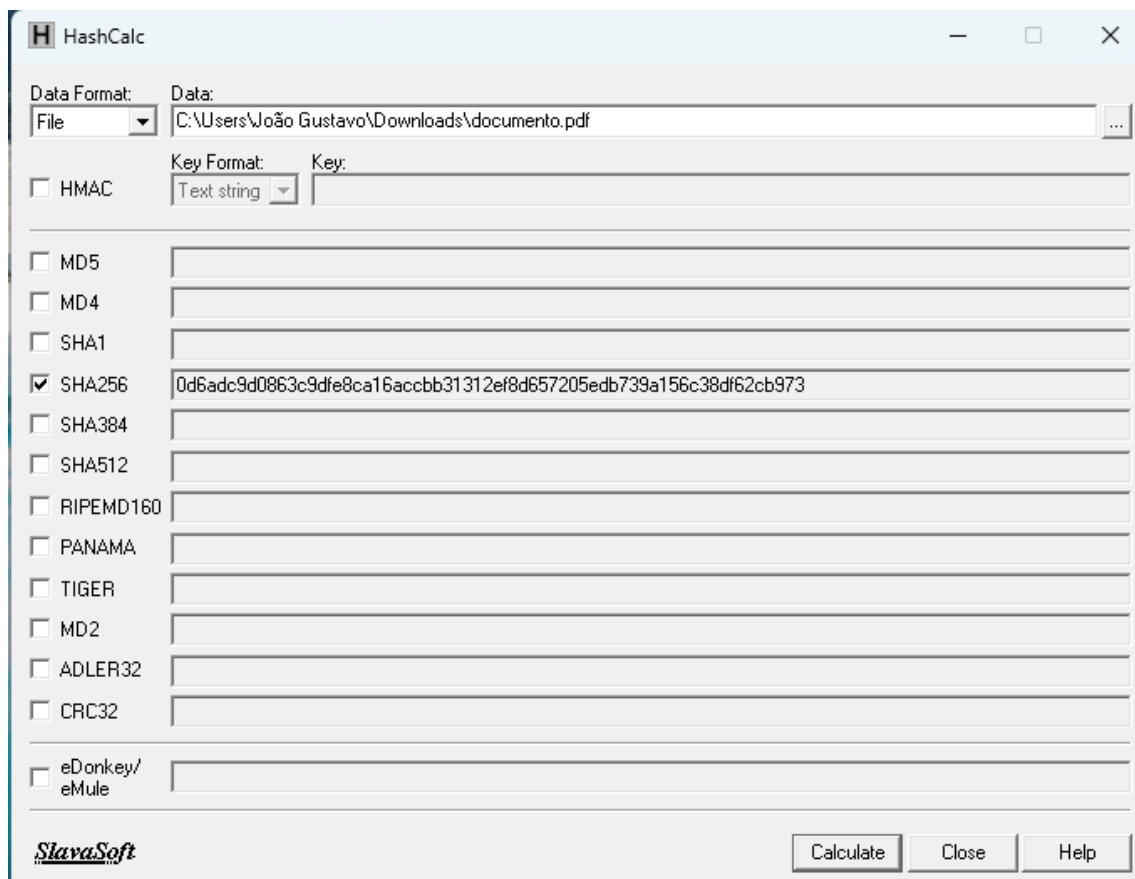 H HashCalc
Data Format: Data:
File C:\Users\João Gustavo\Downloads\documento.pdf ...
Key Format: Key:
HMAC Text string
MD5
MD4
SHA1
SHA256 0d6adc9d0863c9dfe8ca16accbb31312ef8d657205edb739a156c38df62cb973
SHA384
SHA512
RIPEMD160
PANAMA
TIGER
MD2
ADLER32
CRC32
eDonkey/
eMule
SlavaSoft Calculate Close Help